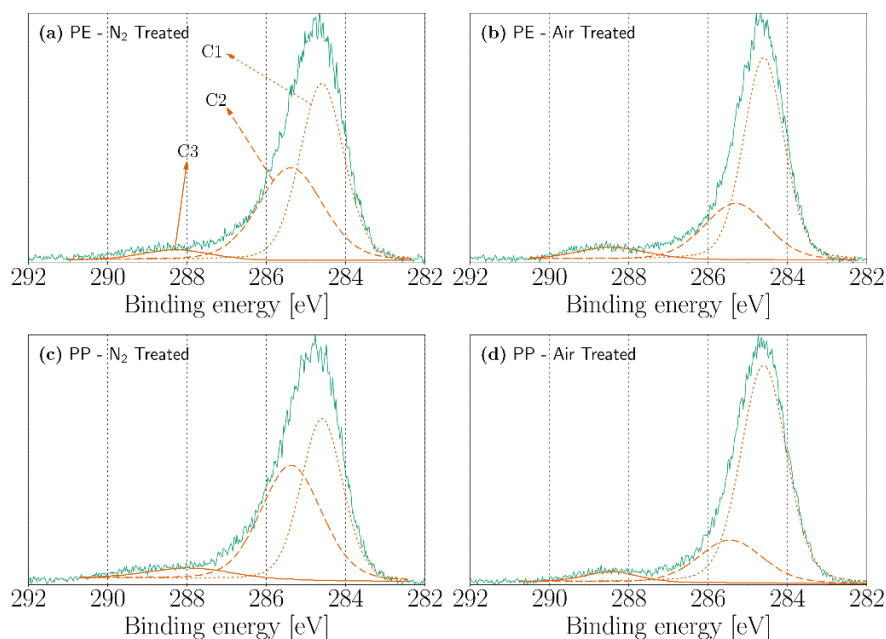 (a) PE - N₂ Treated
C1
C2
C3
292 290 288 286 284 282
Binding energy [eV]
(b) PE - Air Treated
292 290 288 286 284 282
Binding energy [eV]
(c) PP - N₂ Treated
292 290 288 286 284 282
Binding energy [eV]
(d) PP - Air Treated
292 290 288 286 284 282
Binding energy [eV]